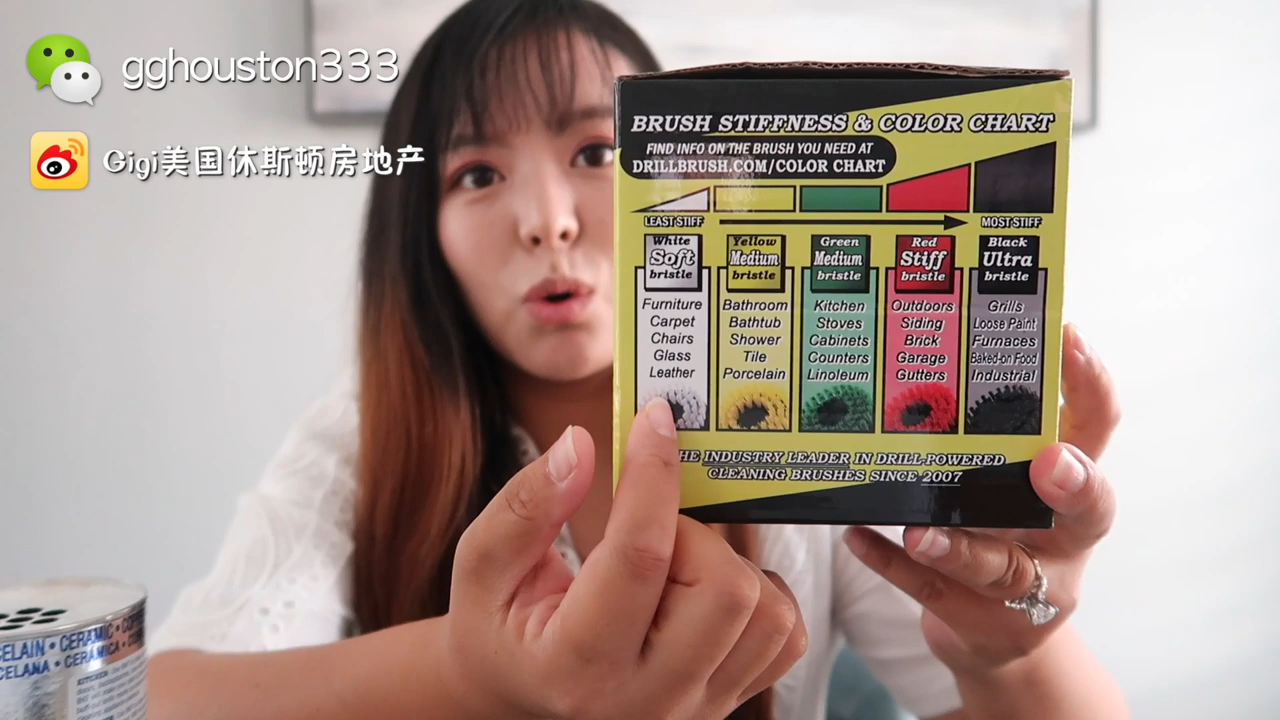 gghouston333
Gigi美国休斯顿房地产
BRUSH STIFFNESS & COLOR CHART
FIND INFO ON THE BRUSH YOU NEED AT
DRILLBRUSH.COM/COLOR CHART
LEAST STIFF
MOST STIFF
White
Soft
bristle
Furniture
Carpet
Chairs
Glass
Leather
Yellow
Medium
bristle
Bathroom
Bathtub
Shower
Tile
Porcelain
Green
Medium
bristle
Kitchen
Stoves
Cabinets
Counters
Linoleum
Red
Stiff
bristle
Outdoors
Siding
Brick
Garage
Gutters
Black
Ultra
bristle
Grills
Loose Paint
Furnaces
Baked-on Food
Industrial
HE INDUSTRY LEADER IN DRILL-POWERED
CLEANING BRUSHES SINCE 2007
CELAIN • CERAMIC • CO
CELANA • CERÁMICA •
KITCHEN